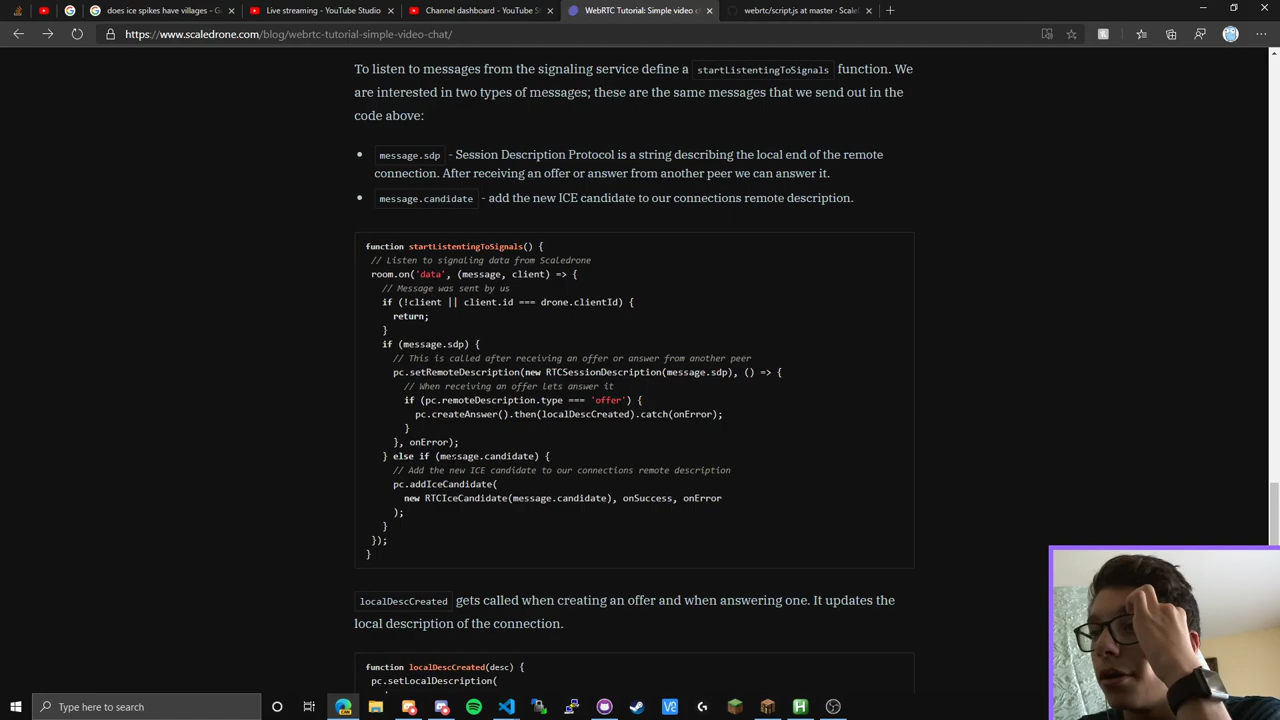 does ice spikes have villages - G
Live streaming - YouTube Studio
Channel dashboard - YouTube S
WebRTC Tutorial: Simple video c
webrtc/script.js at master · Scale
https://www.scaledrone.com/blog/webrtc-tutorial-simple-video-chat/
To listen to messages from the signaling service define a startListentingToSignals function. We
are interested in two types of messages; these are the same messages that we send out in the
code above:
• message.sdp - Session Description Protocol is a string describing the local end of the remote
connection. After receiving an offer or answer from another peer we can answer it.
• message.candidate - add the new ICE candidate to our connections remote description.
function startListentingToSignals() {
// Listen to signaling data from Scaledrone
room.on('data', (message, client) => {
// Message was sent by us
if (!client || client.id === drone.clientId) {
return;
}
if (message.sdp) {
// This is called after receiving an offer or answer from another peer
pc.setRemoteDescription(new RTCSessionDescription(message.sdp), () => {
// When receiving an offer lets answer it
if (pc.remoteDescription.type === 'offer') {
pc.createAnswer().then(localDescCreated).catch(onError);
}
}, onError);
} else if (message.candidate) {
// Add the new ICE candidate to our connections remote description
pc.addIceCandidate(
new RTCIceCandidate(message.candidate), onSuccess, onError
);
}
});
}
localDescCreated gets called when creating an offer and when answering one. It updates the
local description of the connection.
function localDescCreated(desc) {
pc.setLocalDescription(
Type here to search